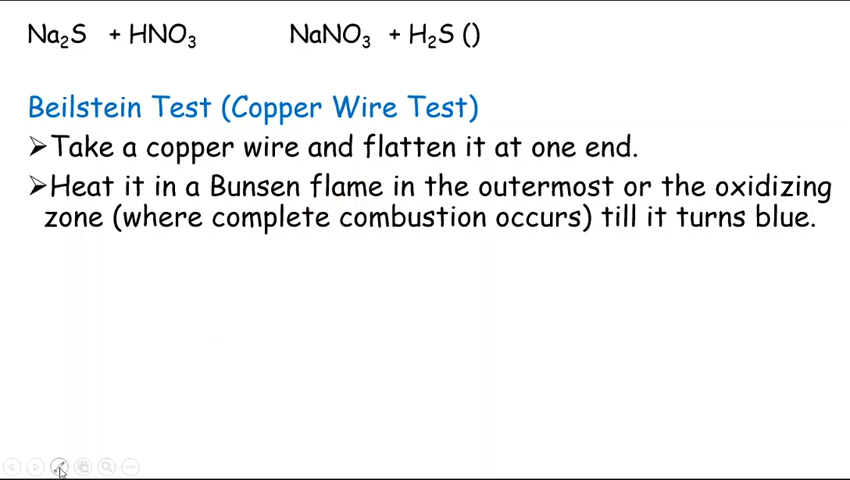 Na₂S + HNO₃ NaNO₃ + H₂S ()
Beilstein Test (Copper Wire Test)
➢Take a copper wire and flatten it at one end.
➢Heat it in a Bunsen flame in the outermost or the oxidizing
zone (where complete combustion occurs) till it turns blue.